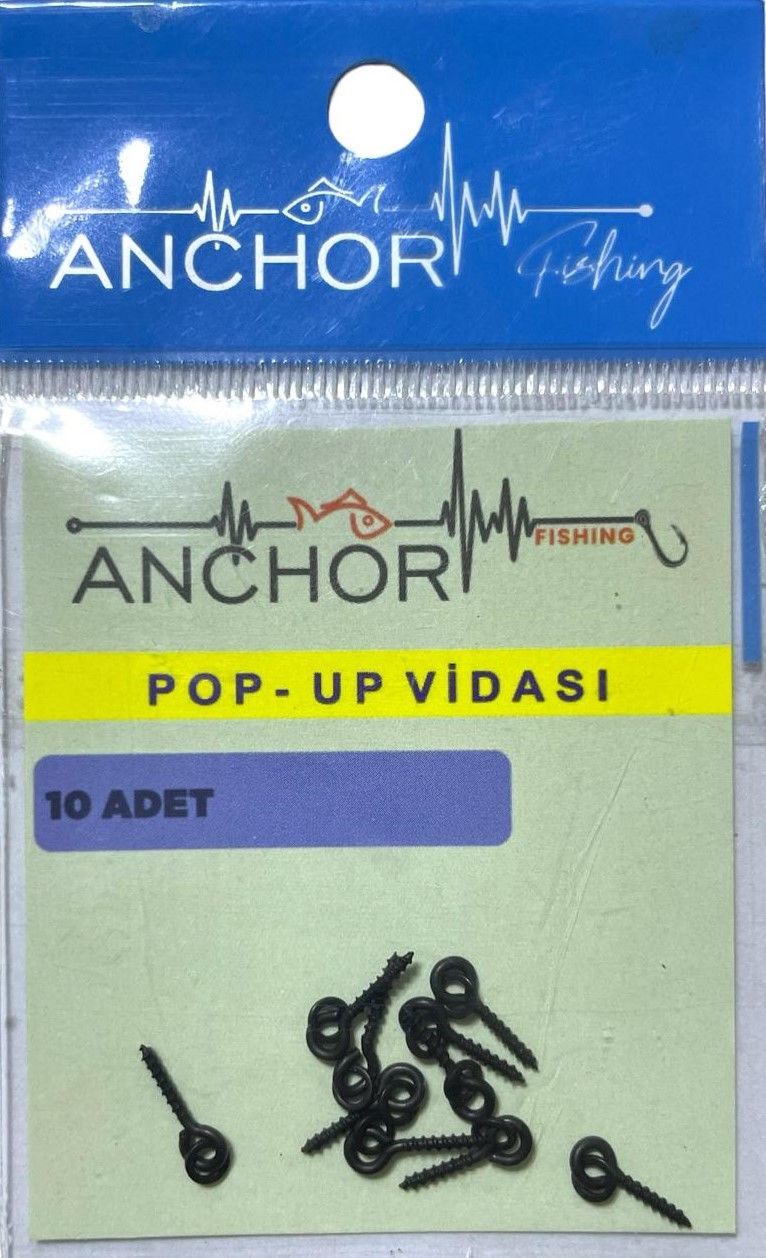 ANCHOR Fishing
ANCHOR FISHING
POP- UP VİDASI
10 ADET